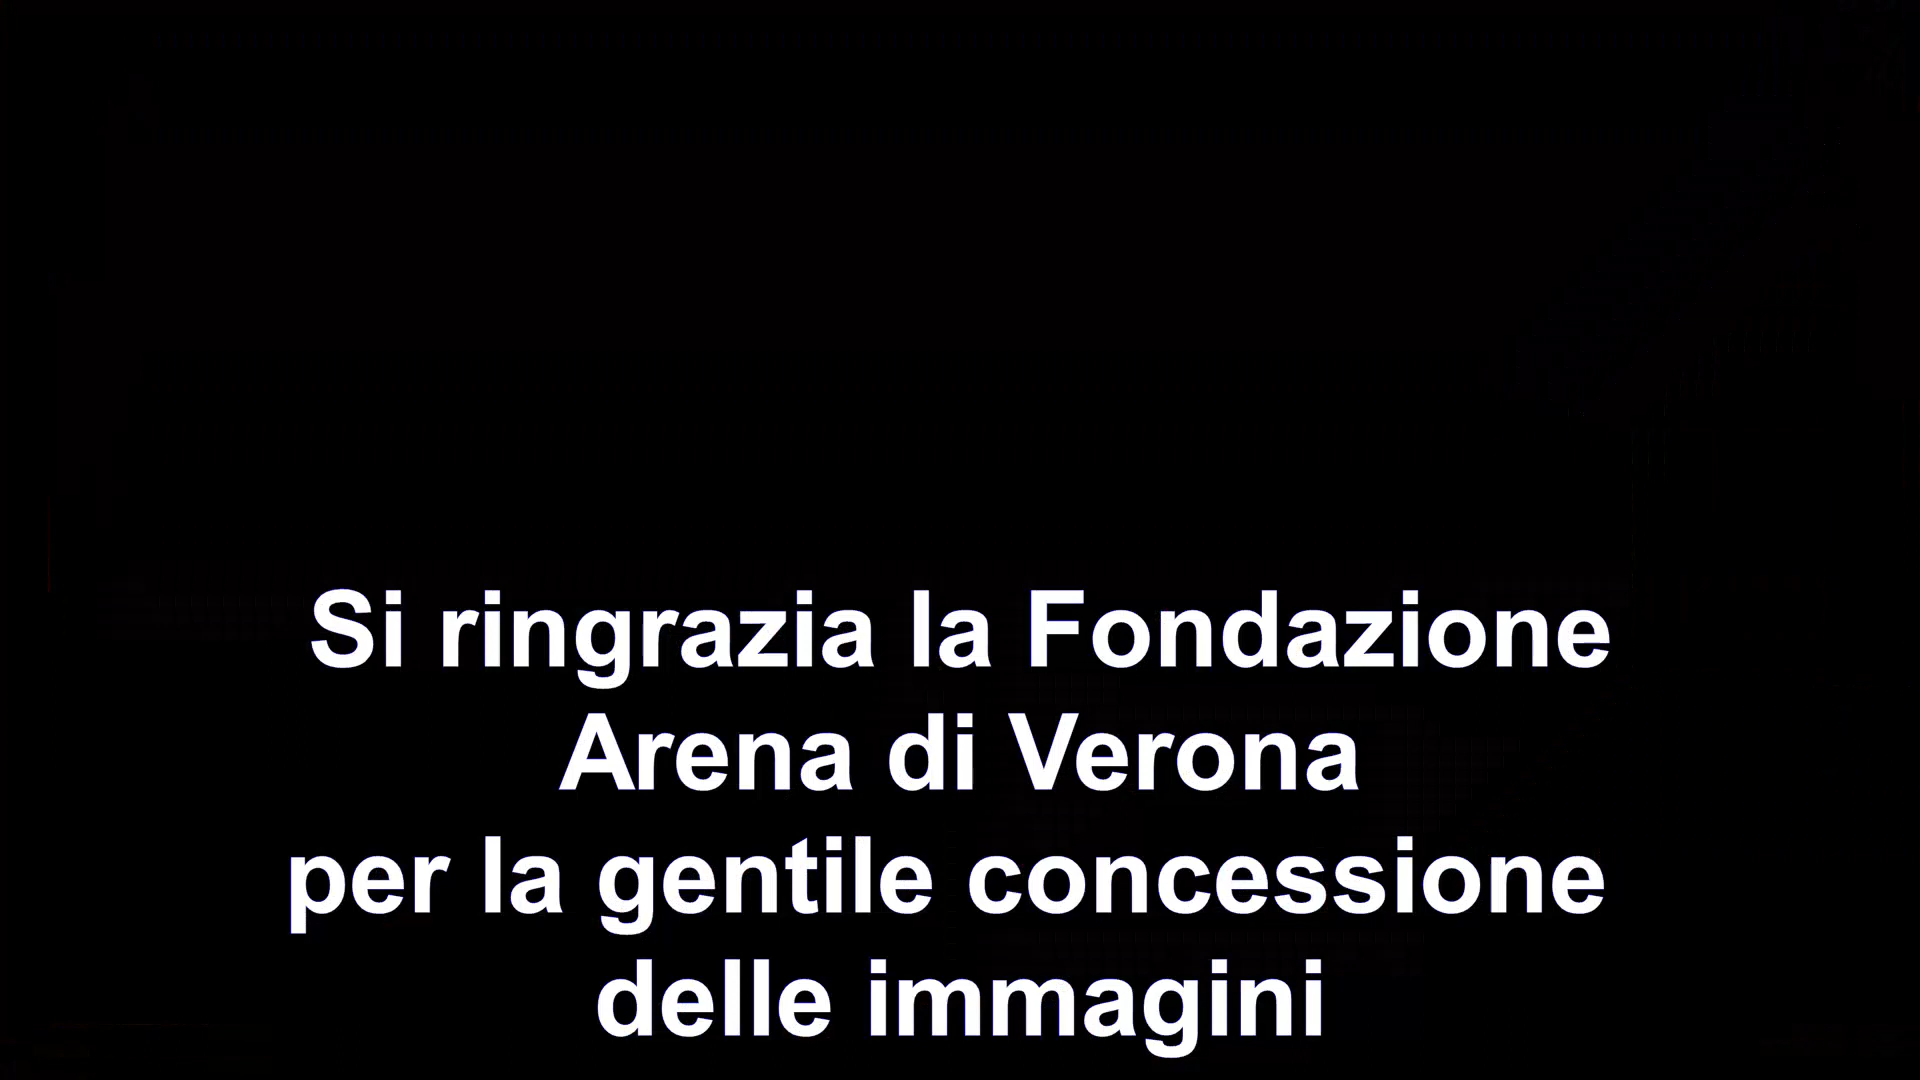 Si ringrazia la Fondazione
Arena di Verona
per la gentile concessione
delle immagini